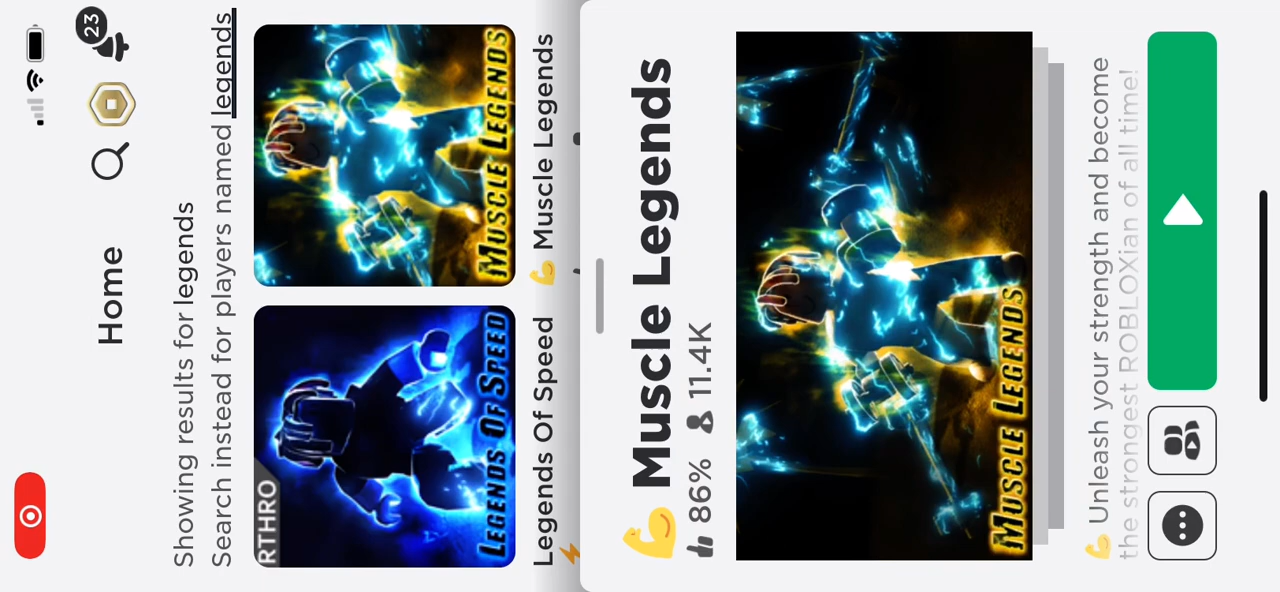 23
Home
Showing results for legends
Search instead for players named legends
RTHRO
LEGENDS OF SPEED
MUSCLE LEGENDS
Legends Of Speed
💪 Muscle Legends
⚡
💪 Muscle Legends
86% 11.4K
MUSCLE LEGENDS
💪 Unleash your strength and become
the strongest ROBLOXian of all time!